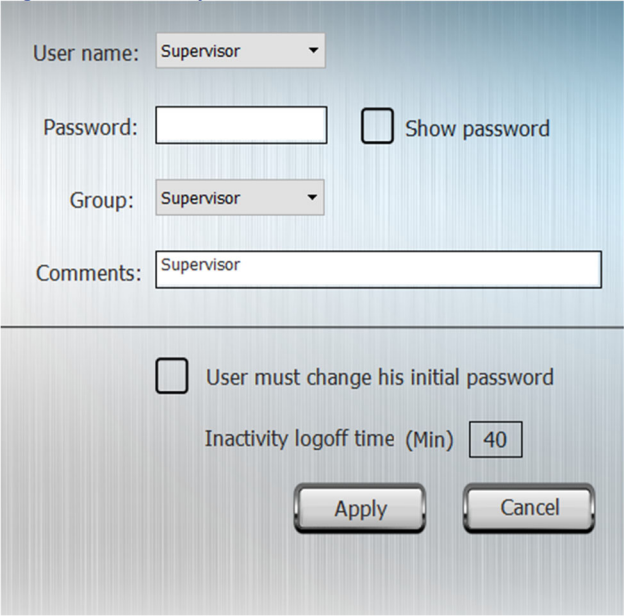 User name: Supervisor
Password: Show password
Group: Supervisor
Comments: Supervisor
User must change his initial password
Inactivity logoff time (Min) 40
Apply Cancel